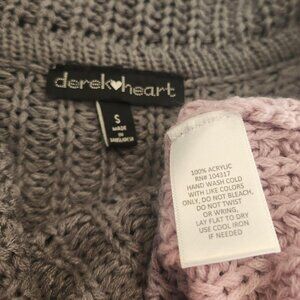 derek♥heart
S
MADE
IN
BANGLADESH
100% ACRYLIC
RN# 104317
HAND WASH COLD
WITH LIKE COLORS
ONLY, DO NOT BLEACH,
DO NOT TWIST
OR WRING,
LAY FLAT TO DRY
USE COOL IRON
IF NEEDED